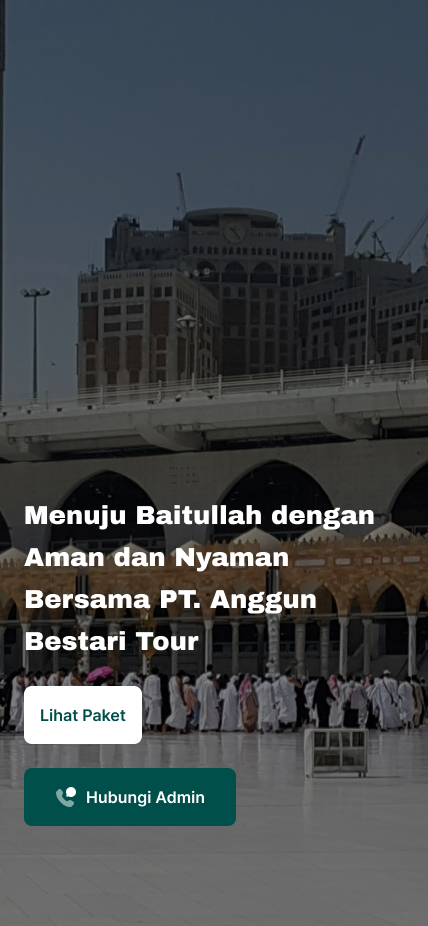 Menuju Baitullah dengan
Aman dan Nyaman
Bersama PT. Anggun
Bestari Tour
Lihat Paket
Hubungi Admin